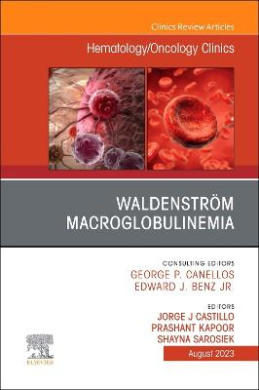 Clinics Review Articles
Hematology/Oncology Clinics
WALDENSTRÖM
MACROGLOBULINEMIA
CONSULTING EDITORS
GEORGE P. CANELLOS
EDWARD J. BENZ JR.
EDITORS
JORGE J CASTILLO
PRASHANT KAPOOR
SHAYNA SAROSIEK
August 2023
ELSEVIER